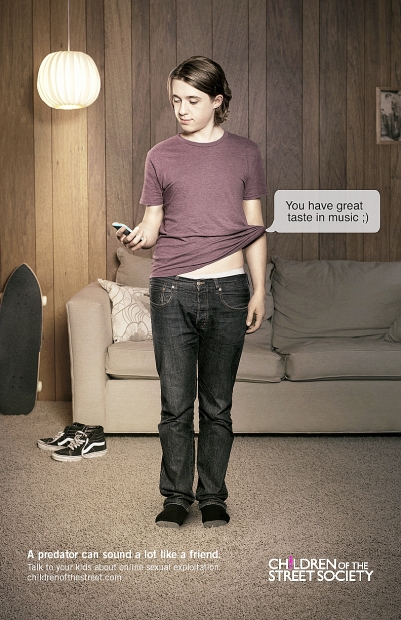 You have great
taste in music ;)
A predator can sound a lot like a friend.
Talk to your kids about online sexual exploitation.
childrenofthestreet.com
CHILDREN OF THE
STREET SOCIETY